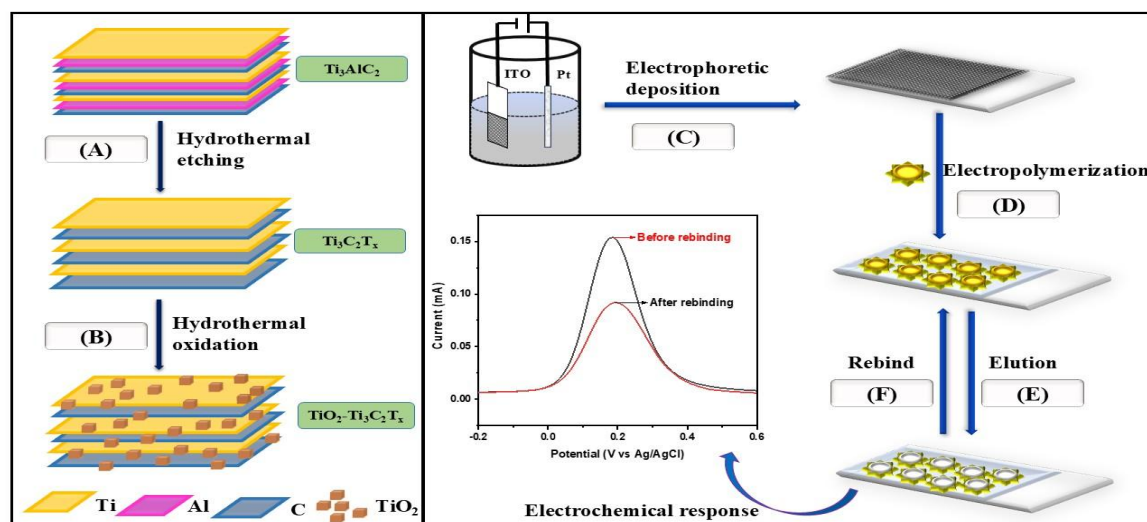 Ti₃AlC₂
(A)
Hydrothermal
etching
Ti₃C₂Tₓ
(B)
Hydrothermal
oxidation
TiO₂-Ti₃C₂Tₓ
Ti
Al
C
TiO₂
ITO
Pt
Electrophoretic
deposition
(C)
Electropolymerization
(D)
Before rebinding
After rebinding
0.15
0.10
0.05
0.00
Current (mA)
-0.2
0.0
0.2
0.4
0.6
Potential (V vs Ag/AgCl)
Rebind
(F)
Elution
(E)
Electrochemical response